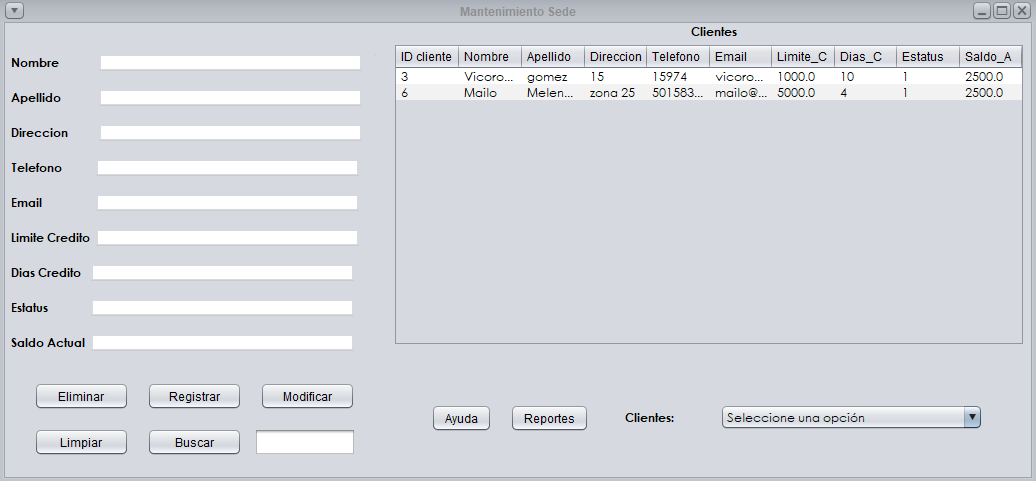 Mantenimiento Sede
Clientes
Nombre
Apellido
Direccion
Telefono
Email
Limite Credito
Dias Credito
Estatus
Saldo Actual
ID cliente Nombre Apellido Direccion Telefono Email Limite_C Dias_C Estatus Saldo_A
3 Vicoro... gomez 15 15974 vicoro... 1000.0 10 1 2500.0
6 Mailo Melen... zona 25 501583... mailo@... 5000.0 4 1 2500.0
Eliminar Registrar Modificar
Limpiar Buscar
Ayuda Reportes Clientes: Seleccione una opción